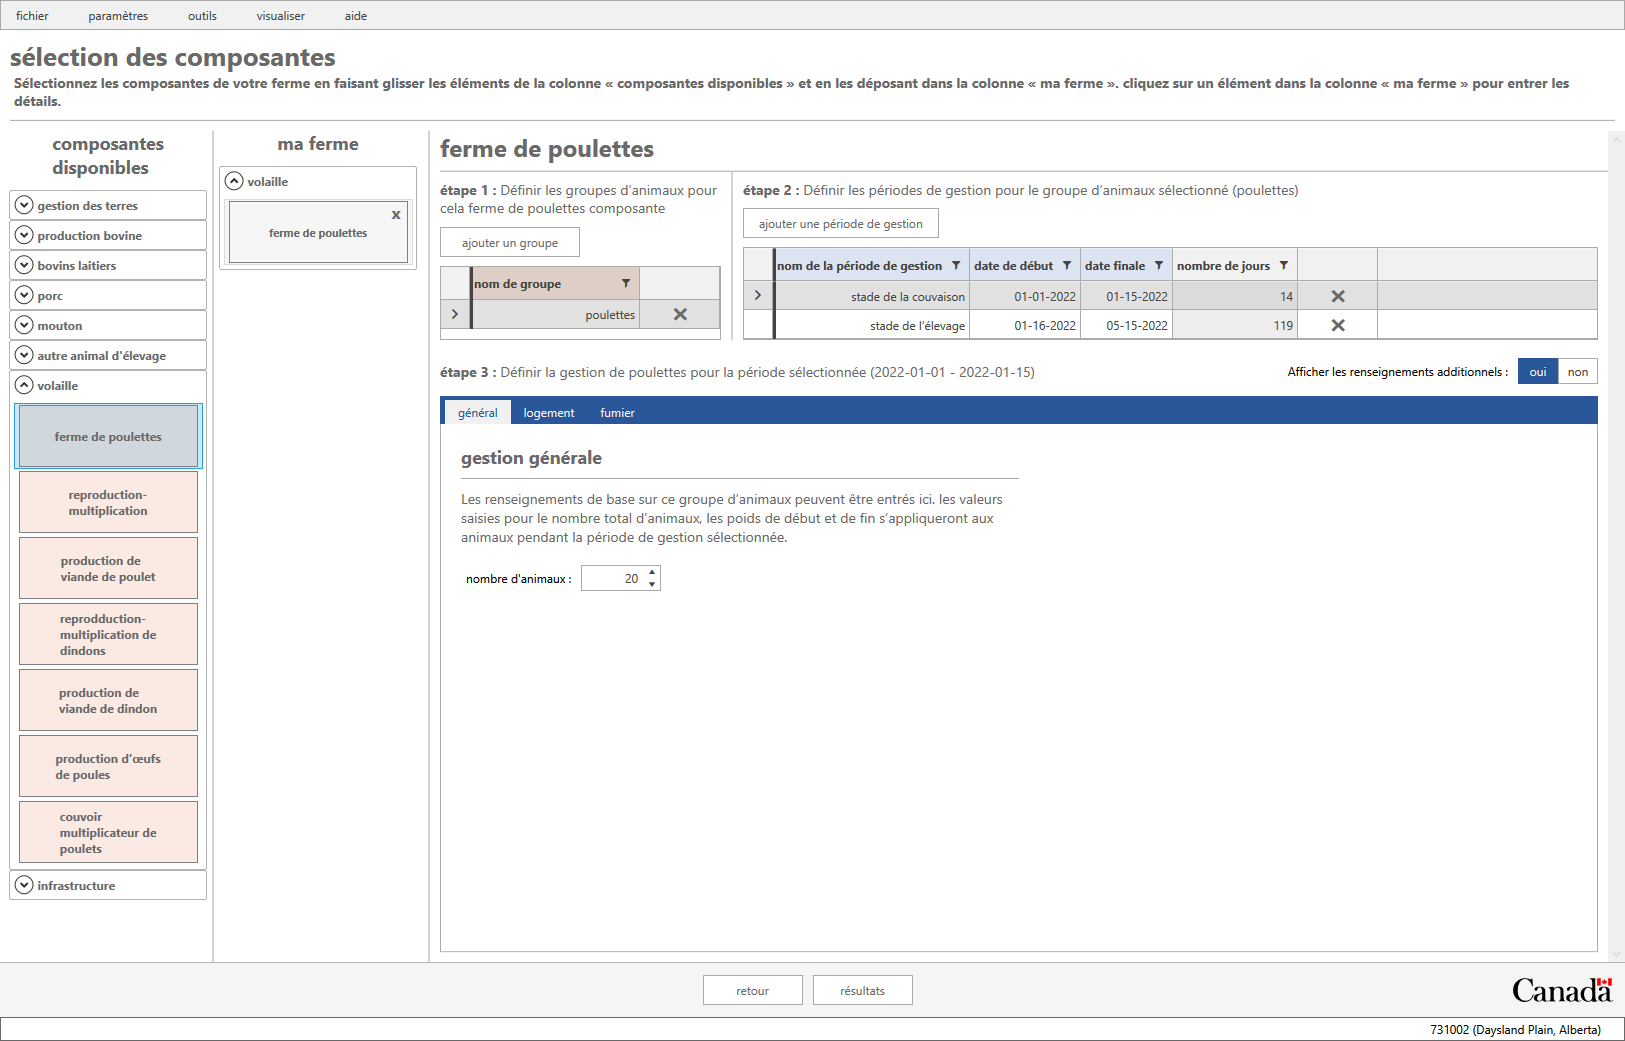 fichier paramètres outils visualiser aide
sélection des composantes
Sélectionnez les composantes de votre ferme en faisant glisser les éléments de la colonne « composantes disponibles » et en les déposant dans la colonne « ma ferme ». cliquez sur un élément dans la colonne « ma ferme » pour entrer les
détails.
composantes
disponibles
gestion des terres
production bovine
bovins laitiers
porc
mouton
autre animal d'élevage
volaille
ferme de poulettes
reproduction-
multiplication
production de
viande de poulet
reprodduction-
multiplication de
dindons
production de
viande de dindon
production d'œufs
de poules
couvoir
multiplicateur de
poulets
infrastructure
ma ferme
volaille
x
ferme de poulettes
ferme de poulettes
étape 1 : Définir les groupes d’animaux pour
cela ferme de poulettes composante
ajouter un groupe
nom de groupe
poulettes
étape 2 : Définir les périodes de gestion pour le groupe d’animaux sélectionné (poulettes)
ajouter une période de gestion
nom de la période de gestion date de début date finale nombre de jours
stade de la couvaison 01-01-2022 01-15-2022 14
stade de l’élevage 01-16-2022 05-15-2022 119
étape 3 : Définir la gestion de poulettes pour la période sélectionnée (2022-01-01 - 2022-01-15)
Afficher les renseignements additionnels : oui non
général logement fumier
gestion générale
Les renseignements de base sur ce groupe d’animaux peuvent être entrés ici. les valeurs
saisies pour le nombre total d’animaux, les poids de début et de fin s’appliqueront aux
animaux pendant la période de gestion sélectionnée.
nombre d'animaux : 20
retour résultats
Canada
731002 (Daysland Plain, Alberta)